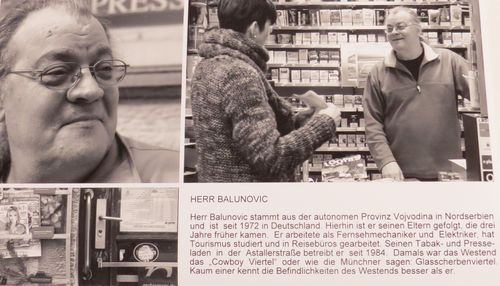 PRESS
LOOTES
HERR BALUNOVIC
Herr Balunovic stammt aus der autonomen Provinz Vojvodina in Nordserbien
und ist seit 1972 in Deutschland. Hierhin ist er seinen Eltern gefolgt, die drei
Jahre früher kamen. Er arbeitete als Fernsehmechaniker und Elektriker, hat
Tourismus studiert und in Reisebüros gearbeitet. Seinen Tabak- und Presse-
laden in der Astallerstraße betreibt er seit 1984. Damals war das Westend
das „Cowboy Viertel" oder wie die Münchner sagen: Glasscherbenviertel.
Kaum einer kennt die Befindlichkeiten des Westends besser als er.